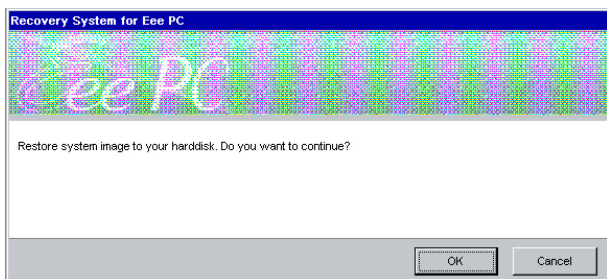 Recovery System for Eee PC
Eee PC
Restore system image to your harddisk. Do you want to continue?
OK
Cancel